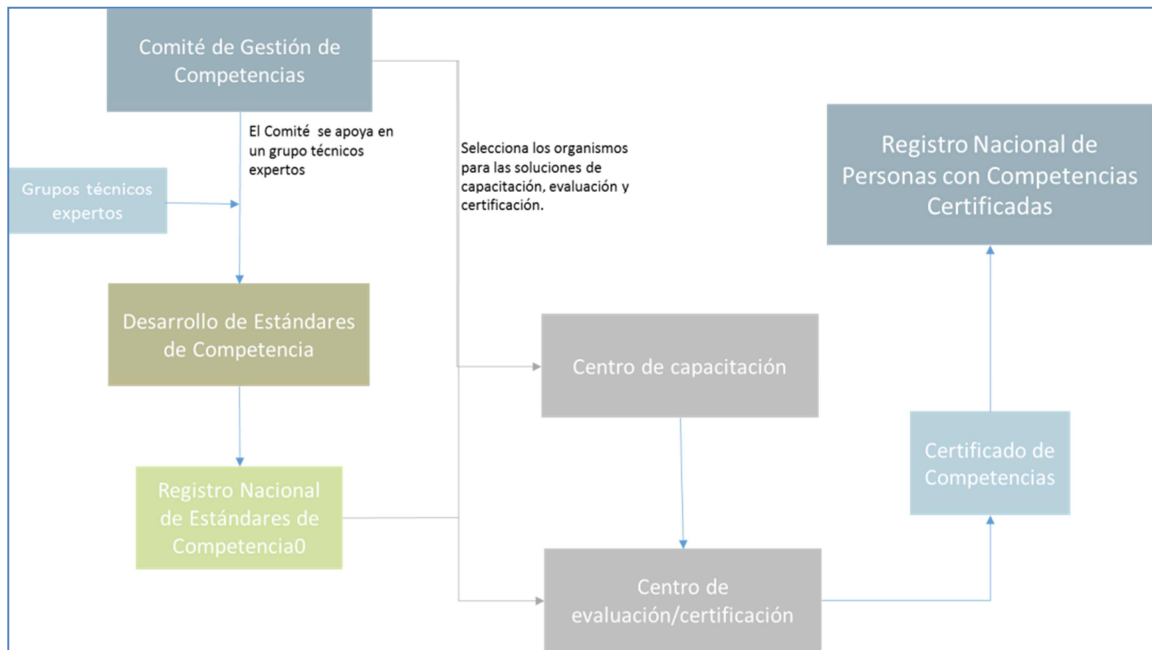 Comité de Gestión de
Competencias
El Comité  se apoya en
un grupo técnicos
expertos
Grupos técnicos
expertos
Selecciona los organismos
para las soluciones de
capacitación, evaluación y
certificación.
Registro Nacional de
Personas con Competencias
Certificadas
Desarrollo de Estándares
de Competencia
Centro de capacitación
Registro Nacional
de Estándares de
Competencia0
Certificado de
Competencias
Centro de
evaluación/certificación